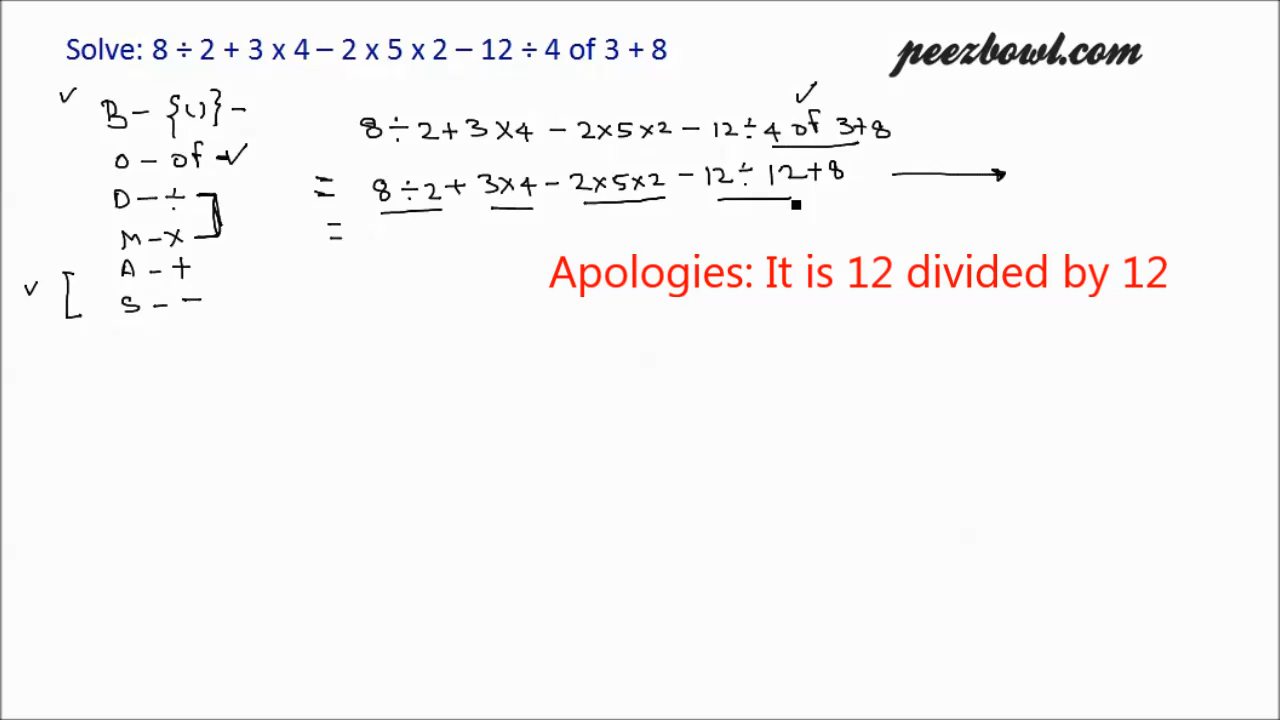 Solve: 8 ÷ 2 + 3 x 4 – 2 x 5 x 2 – 12 ÷ 4 of 3 + 8
peezbowl.com
✓ B - {()} -
O - of ✓
D - ÷
M - ×
A - +
✓ S - -
8 ÷ 2 + 3 × 4 - 2 × 5 × 2 - 12 ÷ 4 of 3 + 8
= 8 ÷ 2 + 3 × 4 - 2 × 5 × 2 - 12 ÷ 12 + 8
=
Apologies: It is 12 divided by 12